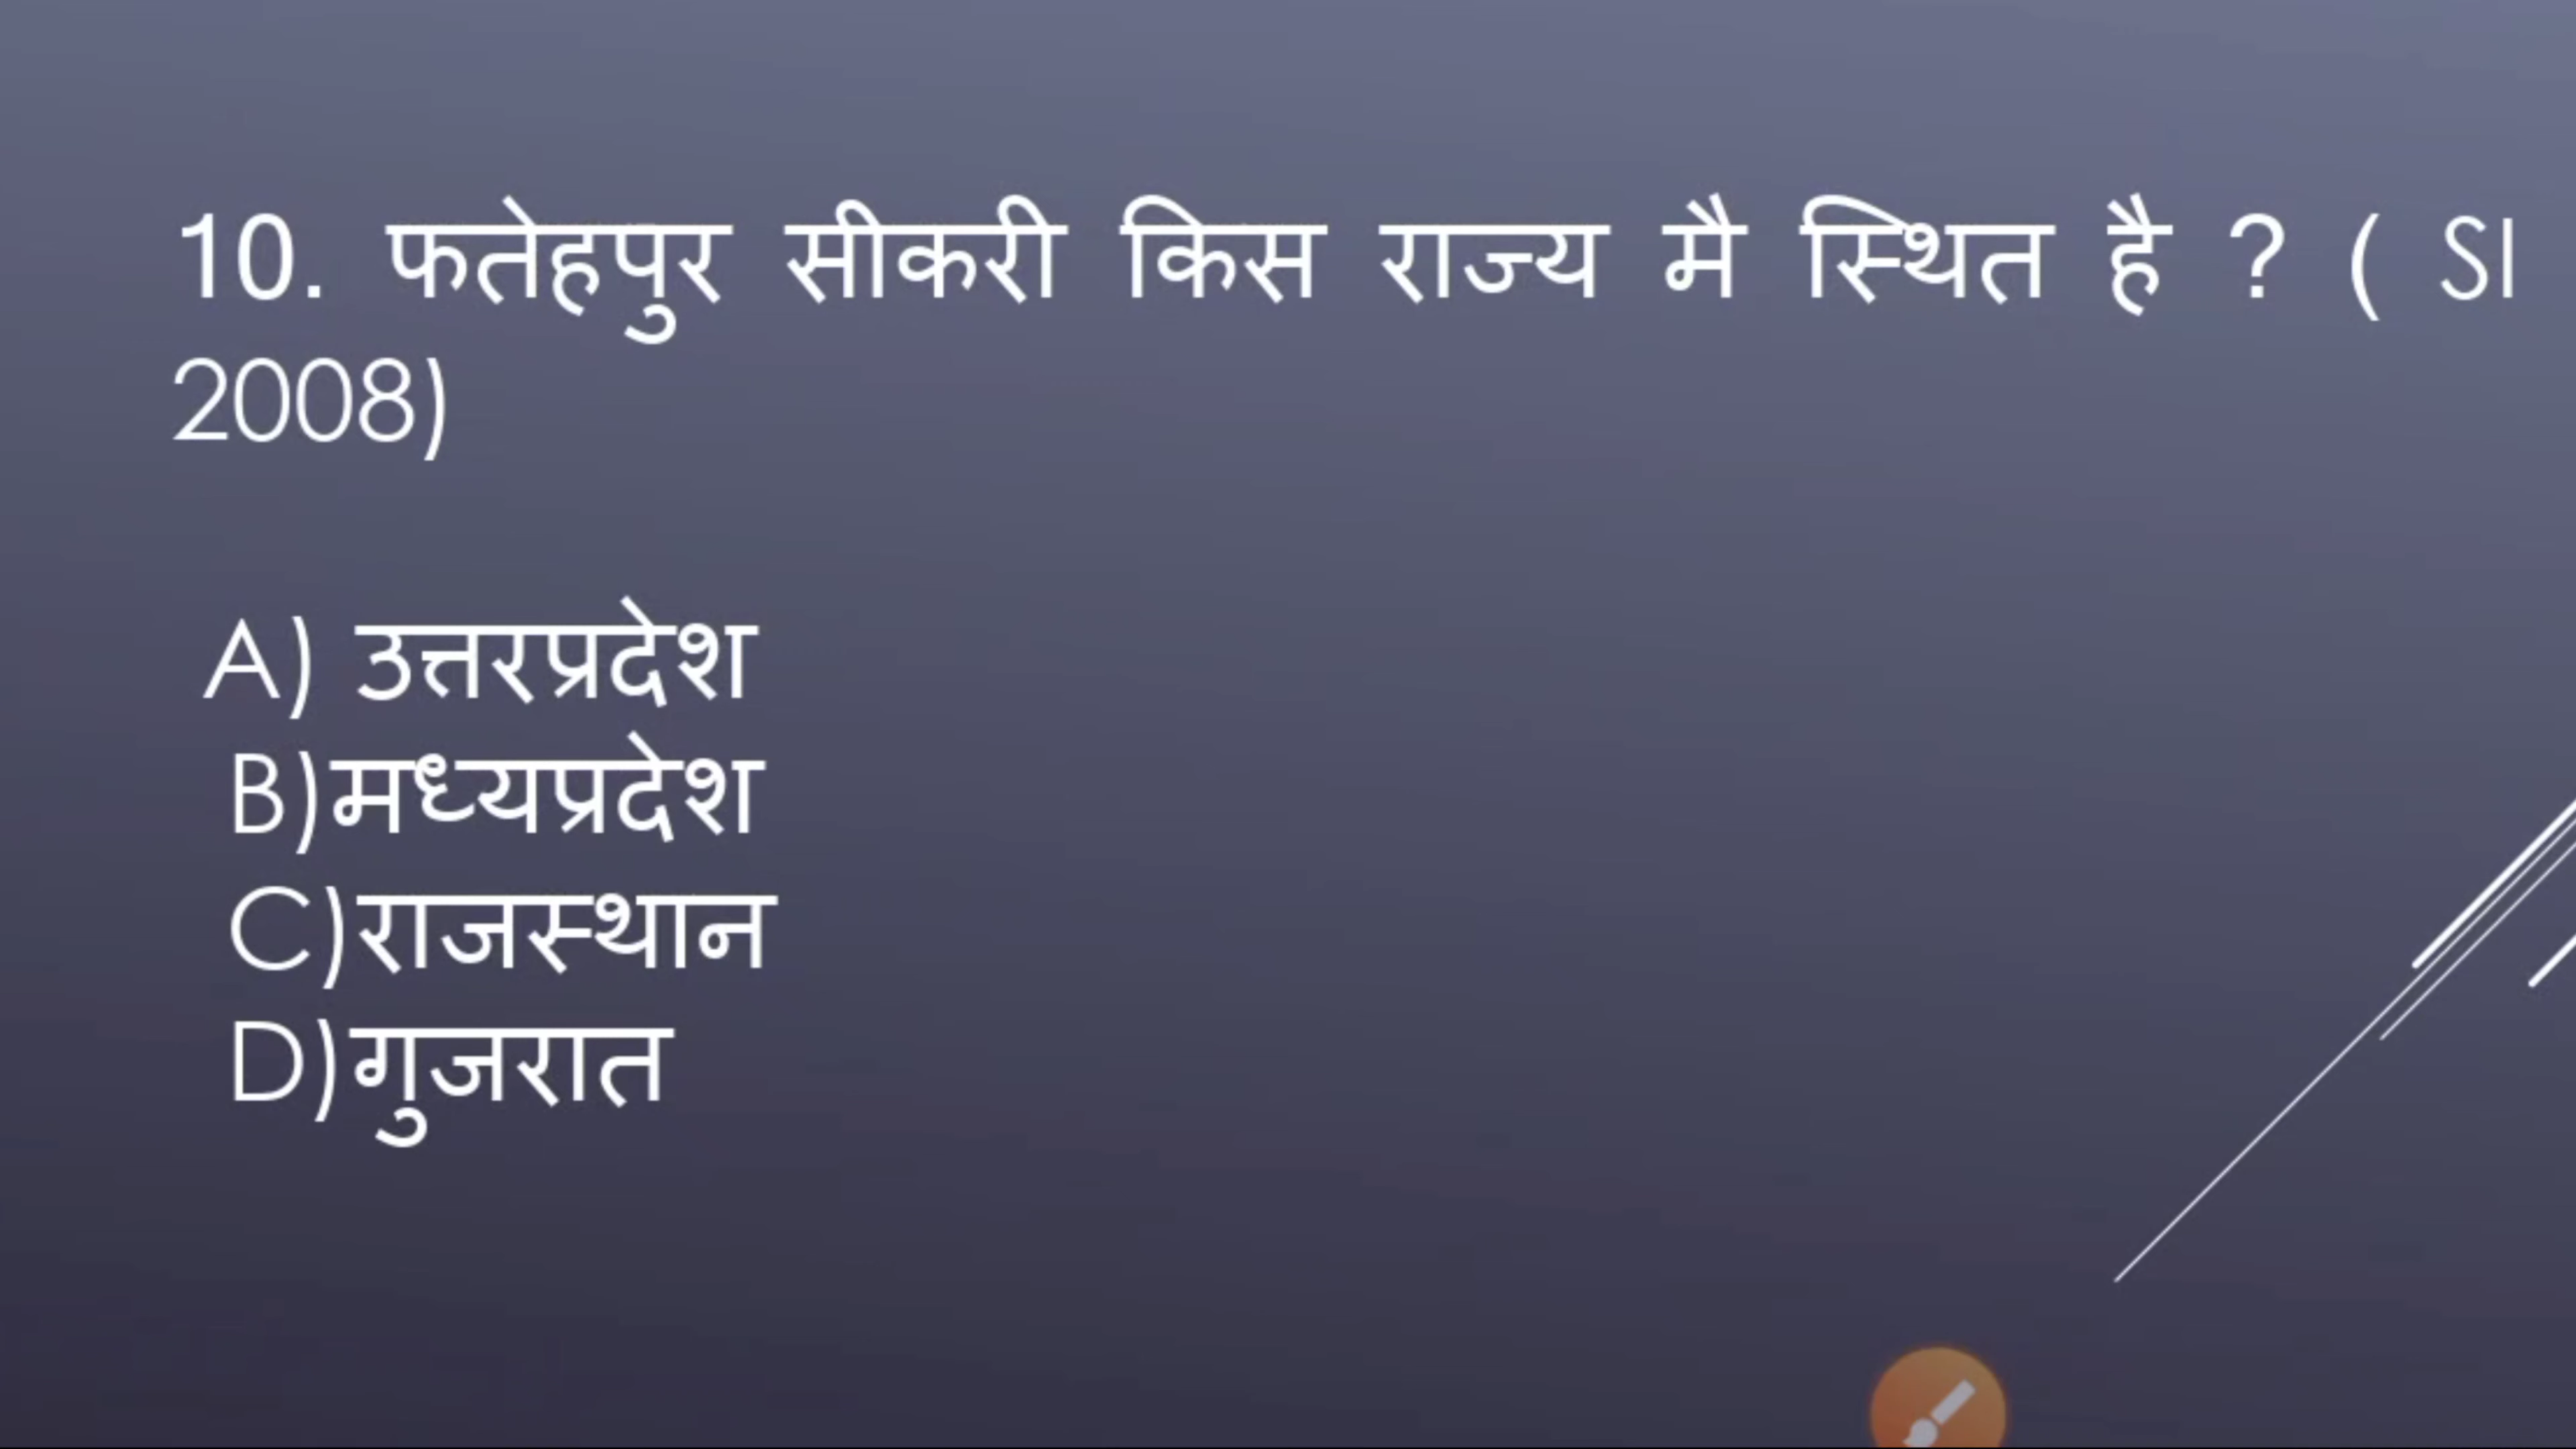 10. फतेहपुर सीकरी किस राज्य मै स्थित है ? ( SI
2008)
A) उत्तरप्रदेश
B)मध्यप्रदेश
C)राजस्थान
D)गुजरात